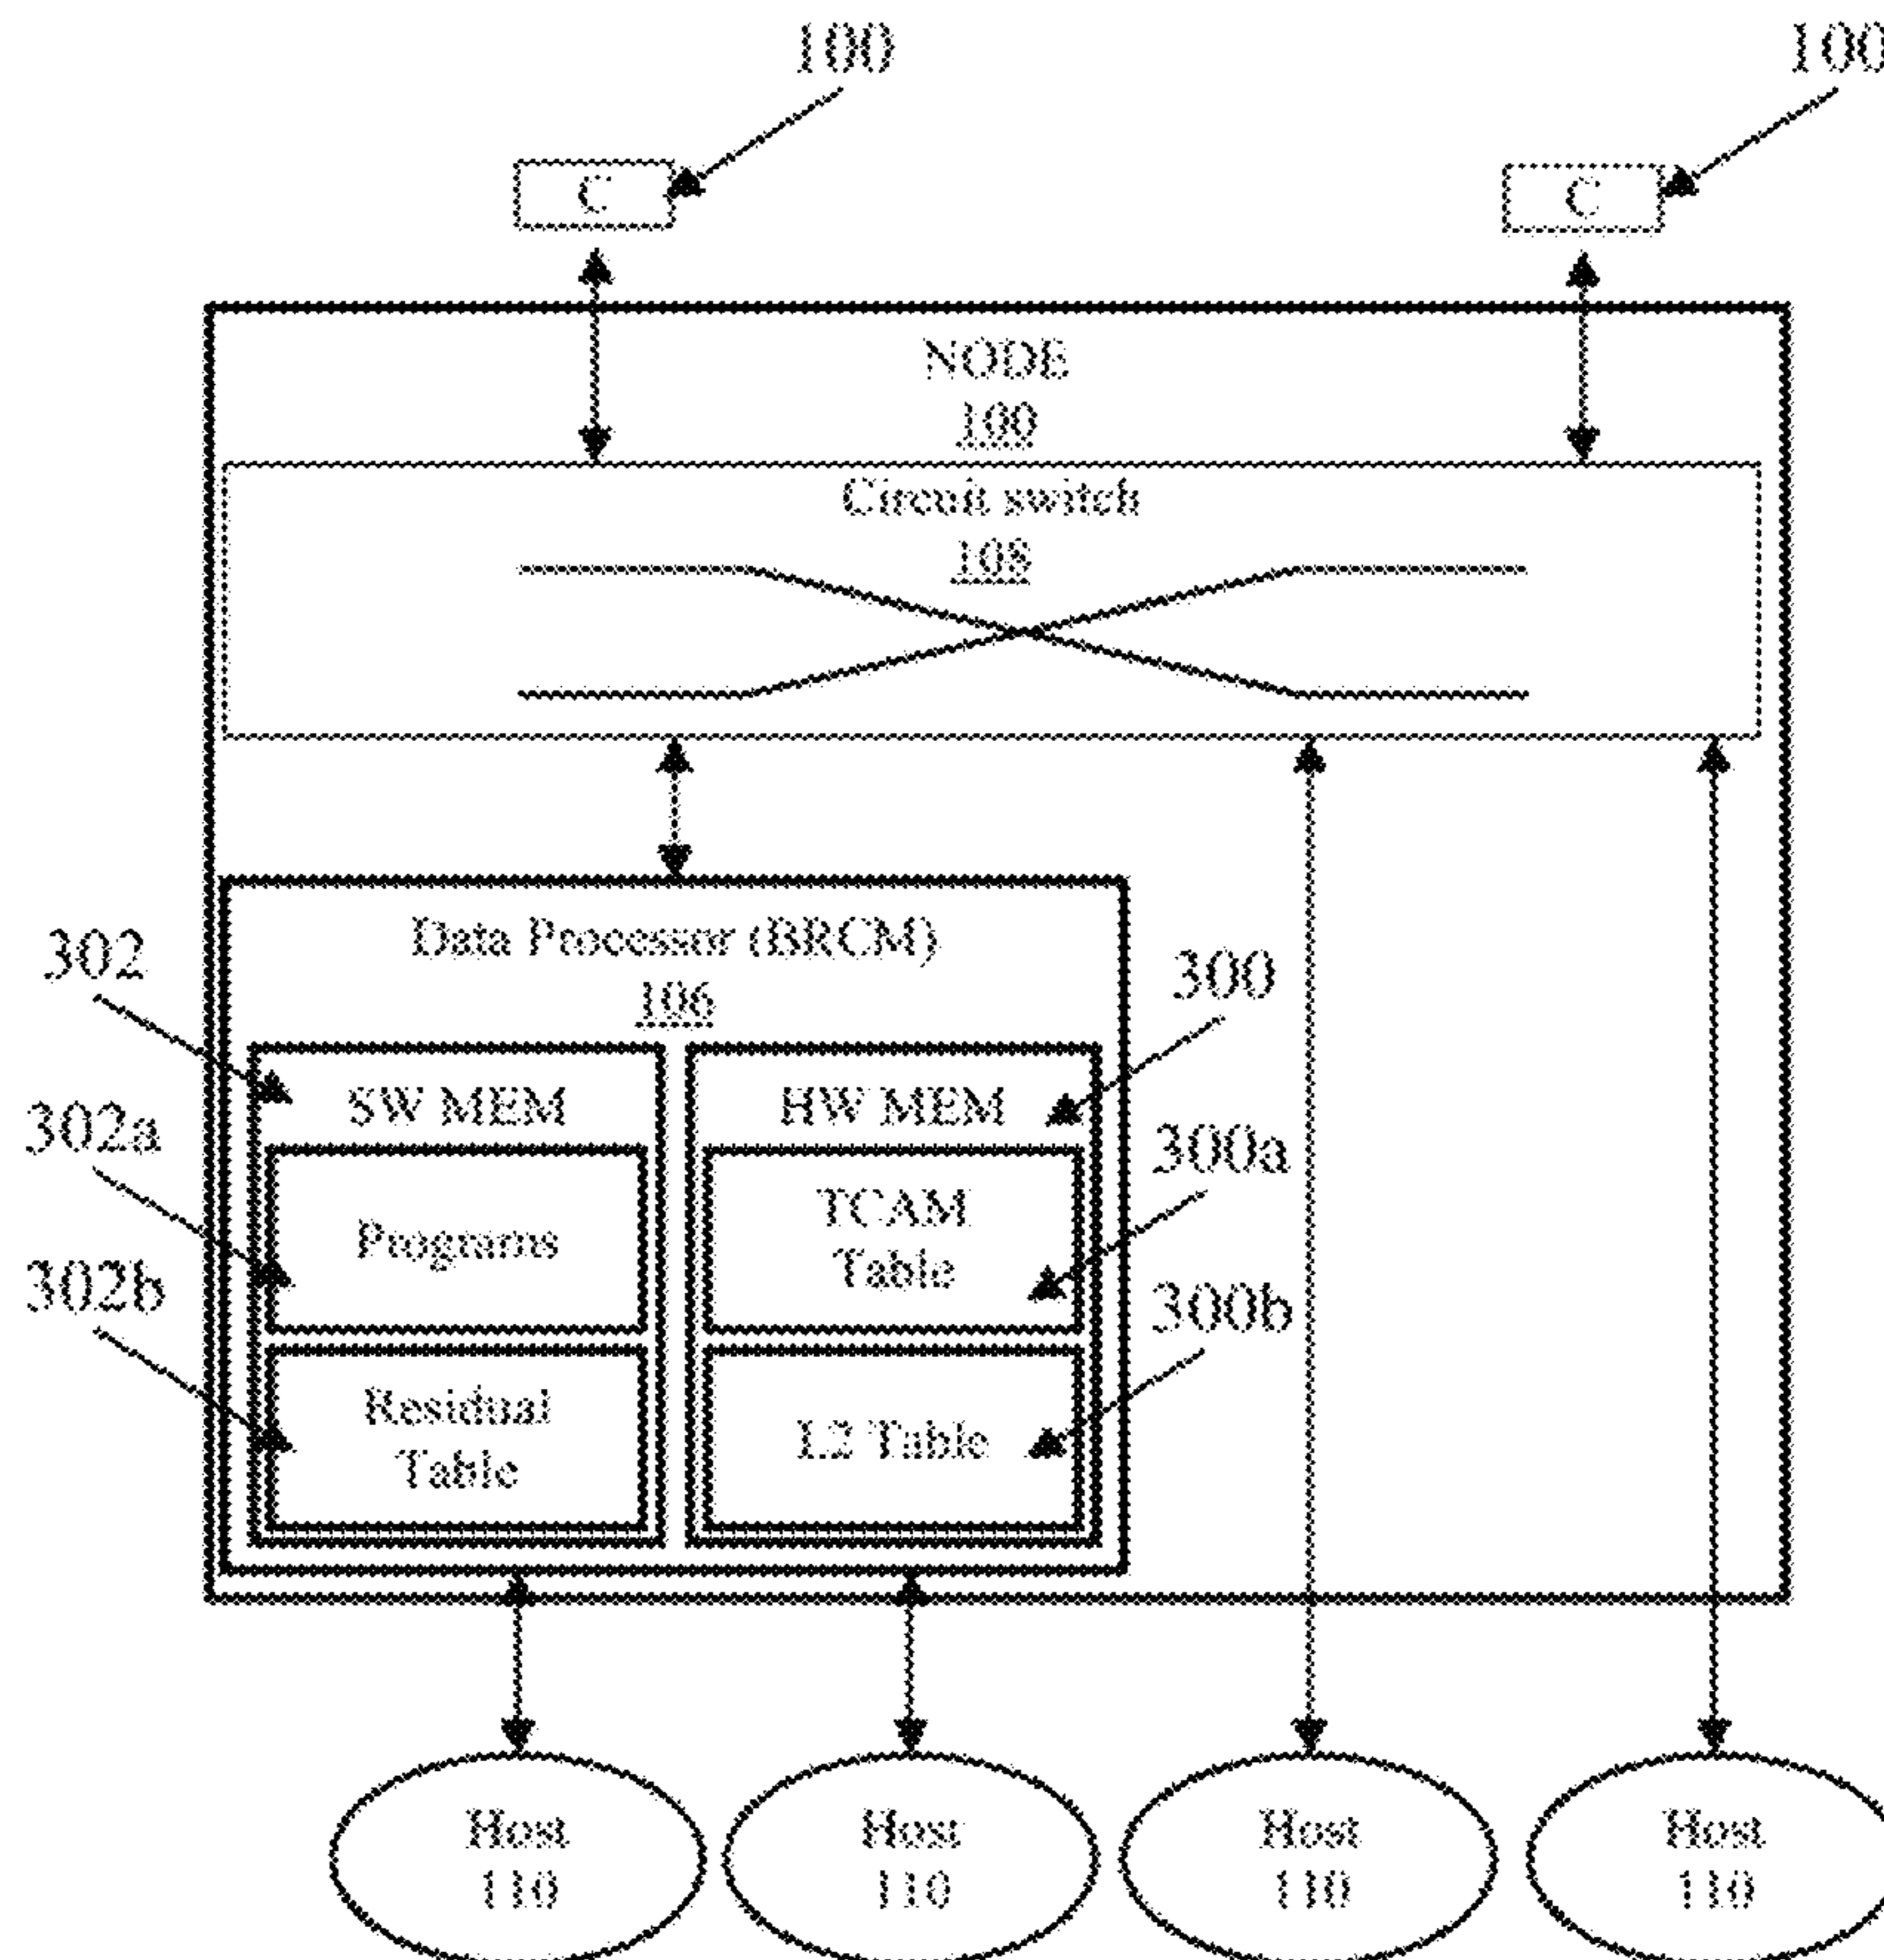 100
100
C
C
NODE
100
Circuit switch
108
Data Processor (BRCM)
106
302
300
SW MEM
HW MEM
302a
300a
Programs
TCAM
Table
302b
300b
Residual
Table
L2 Table
Host
110
Host
110
Host
110
Host
110